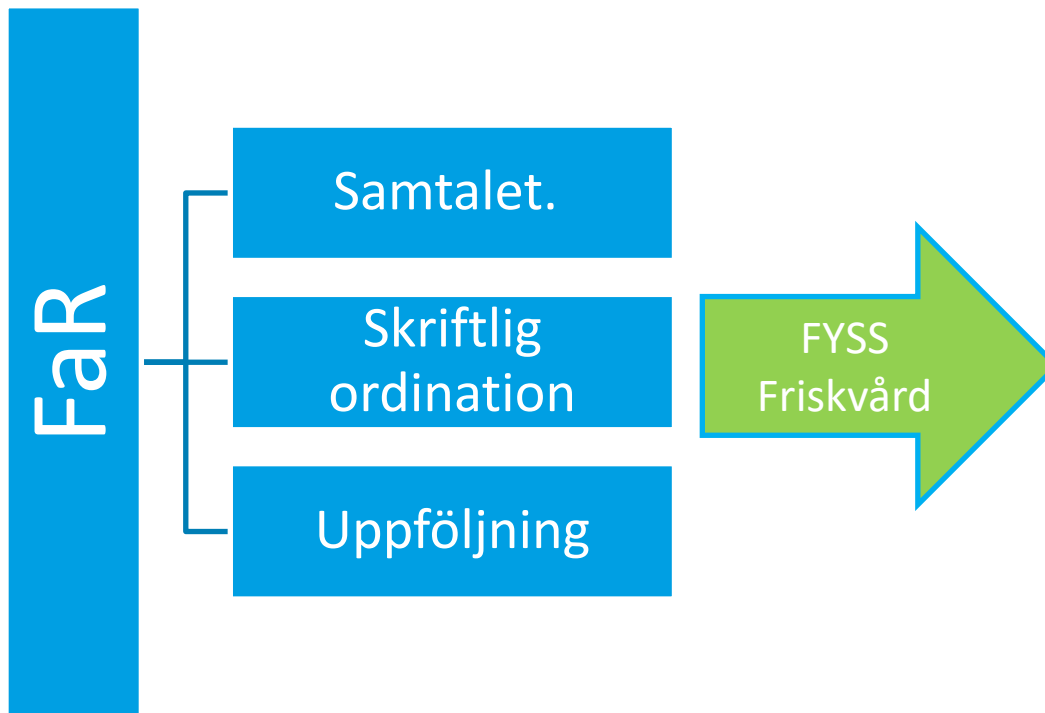 FaR
Samtalet.
Skriftlig
ordination
Uppföljning
FYSS
Friskvård